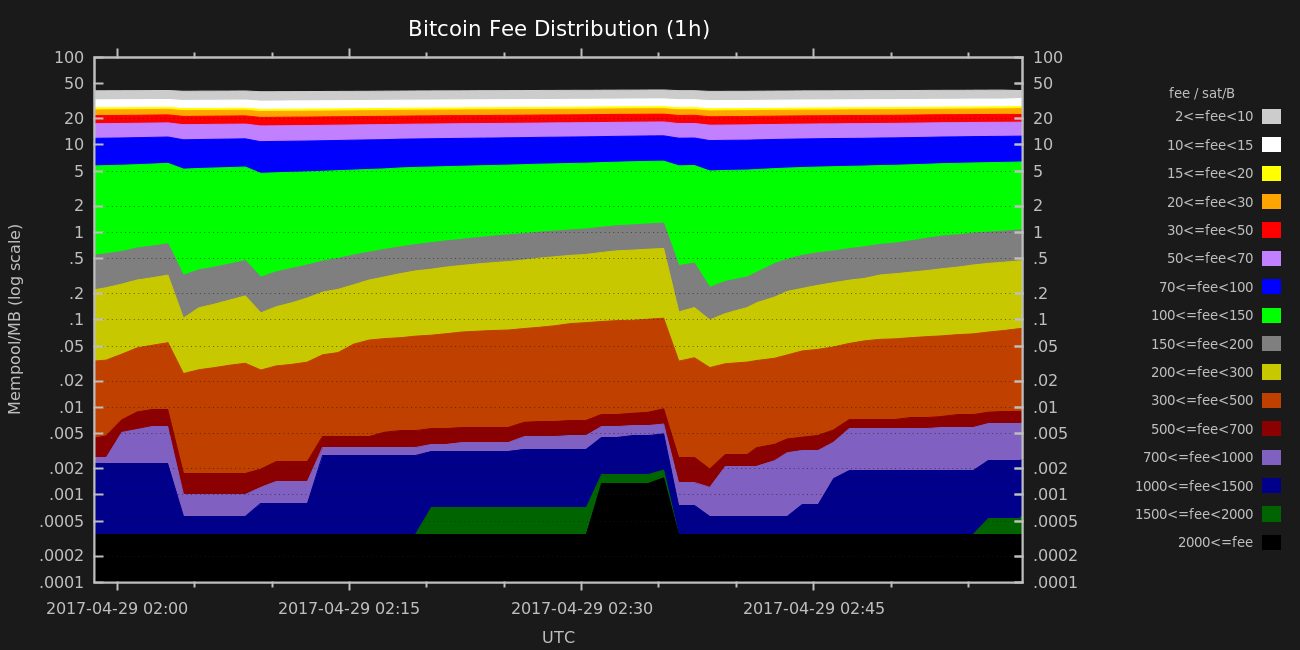 Bitcoin Fee Distribution (1h)
Mempool/MB (log scale)
100
50
20
10
5
2
1
.5
.2
.1
.05
.02
.01
.005
.002
.001
.0005
.0002
.0001
100
50
20
10
5
2
1
.5
.2
.1
.05
.02
.01
.005
.002
.001
.0005
.0002
.0001
2017-04-29 02:00
2017-04-29 02:15
2017-04-29 02:30
2017-04-29 02:45
UTC
fee / sat/B
2<=fee<10
10<=fee<15
15<=fee<20
20<=fee<30
30<=fee<50
50<=fee<70
70<=fee<100
100<=fee<150
150<=fee<200
200<=fee<300
300<=fee<500
500<=fee<700
700<=fee<1000
1000<=fee<1500
1500<=fee<2000
2000<=fee